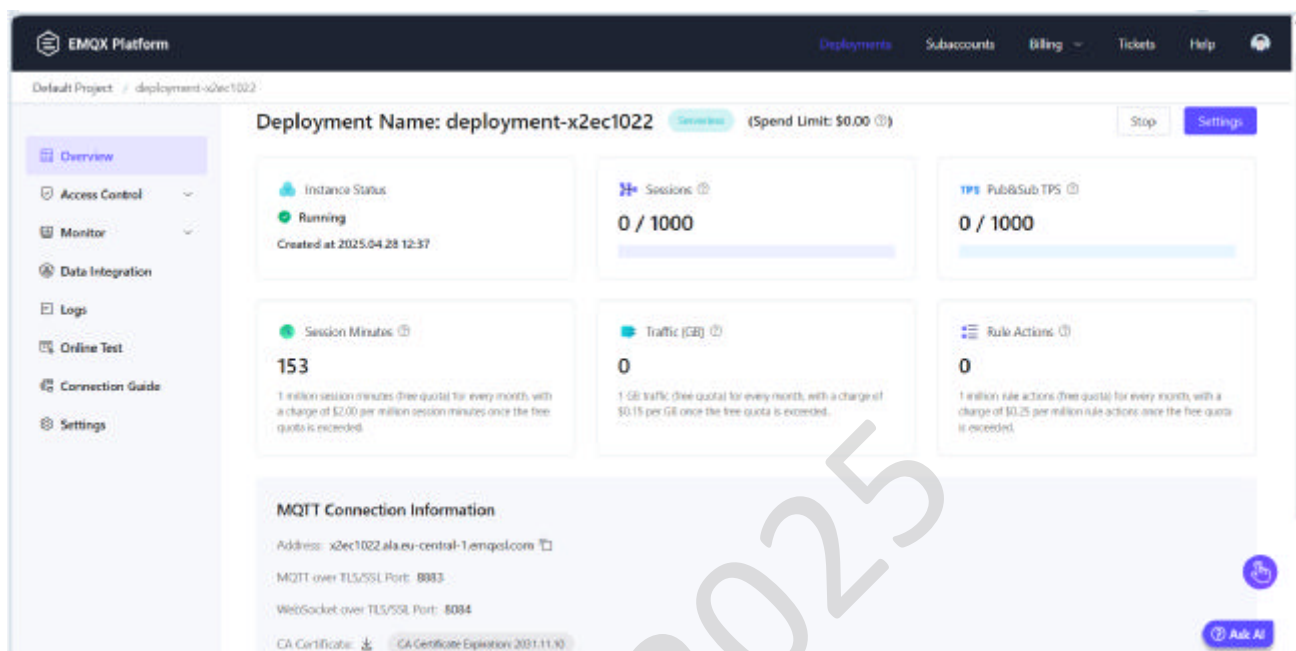 EMQX Platform
Deployments Subaccounts Billing Tickets Help
Default Project / deployment-x2ec1022
Deployment Name: deployment-x2ec1022 Serverless (Spend Limit: $0.00)
Stop Settings
Overview
Access Control
Monitor
Data Integration
Logs
Online Test
Connection Guide
Settings
Instance Status
Running
Created at 2025.04.28 12:37
Sessions
0 / 1000
TPS Pub&Sub TPS
0 / 1000
Session Minutes
153
1 million session minutes (free quota) for every month, with
a charge of $2.00 per million session minutes once the free
quota is exceeded.
Traffic (GB)
0
1 GB traffic (free quota) for every month, with a charge of
$0.15 per GB once the free quota is exceeded.
Rule Actions
0
1 million rule actions (free quota) for every month, with a
charge of $0.25 per million rule actions once the free quota
is exceeded.
MQTT Connection Information
Address: x2ec1022.ala.eu-central-1.emqxsl.com
MQTT over TLS/SSL Port: 8883
WebSocket over TLS/SSL Port: 8084
CA Certificate: CA Certificate Expiration: 2031.11.10
Ask AI
2025